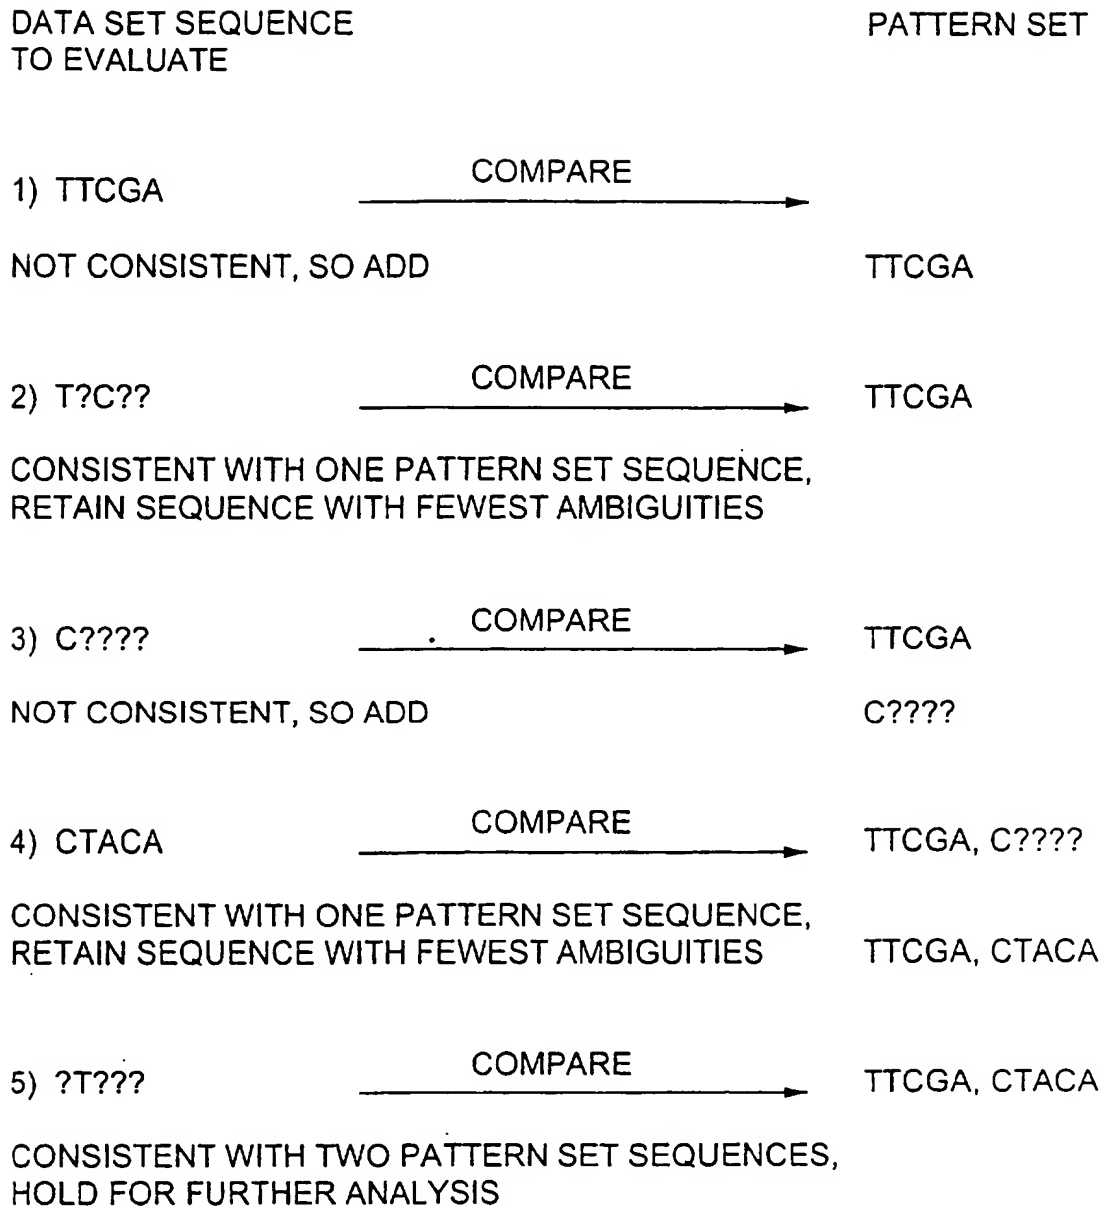 DATA SET SEQUENCE PATTERN SET
TO EVALUATE
COMPARE
1) TTCGA
NOT CONSISTENT, SO ADD TTCGA
COMPARE
2) T?C?? TTCGA
CONSISTENT WITH ONE PATTERN SET SEQUENCE,
RETAIN SEQUENCE WITH FEWEST AMBIGUITIES
COMPARE
3) C???? TTCGA
NOT CONSISTENT, SO ADD C????
COMPARE
4) CTACA TTCGA, C????
CONSISTENT WITH ONE PATTERN SET SEQUENCE,
RETAIN SEQUENCE WITH FEWEST AMBIGUITIES TTCGA, CTACA
COMPARE
5) ?T??? TTCGA, CTACA
CONSISTENT WITH TWO PATTERN SET SEQUENCES,
HOLD FOR FURTHER ANALYSIS